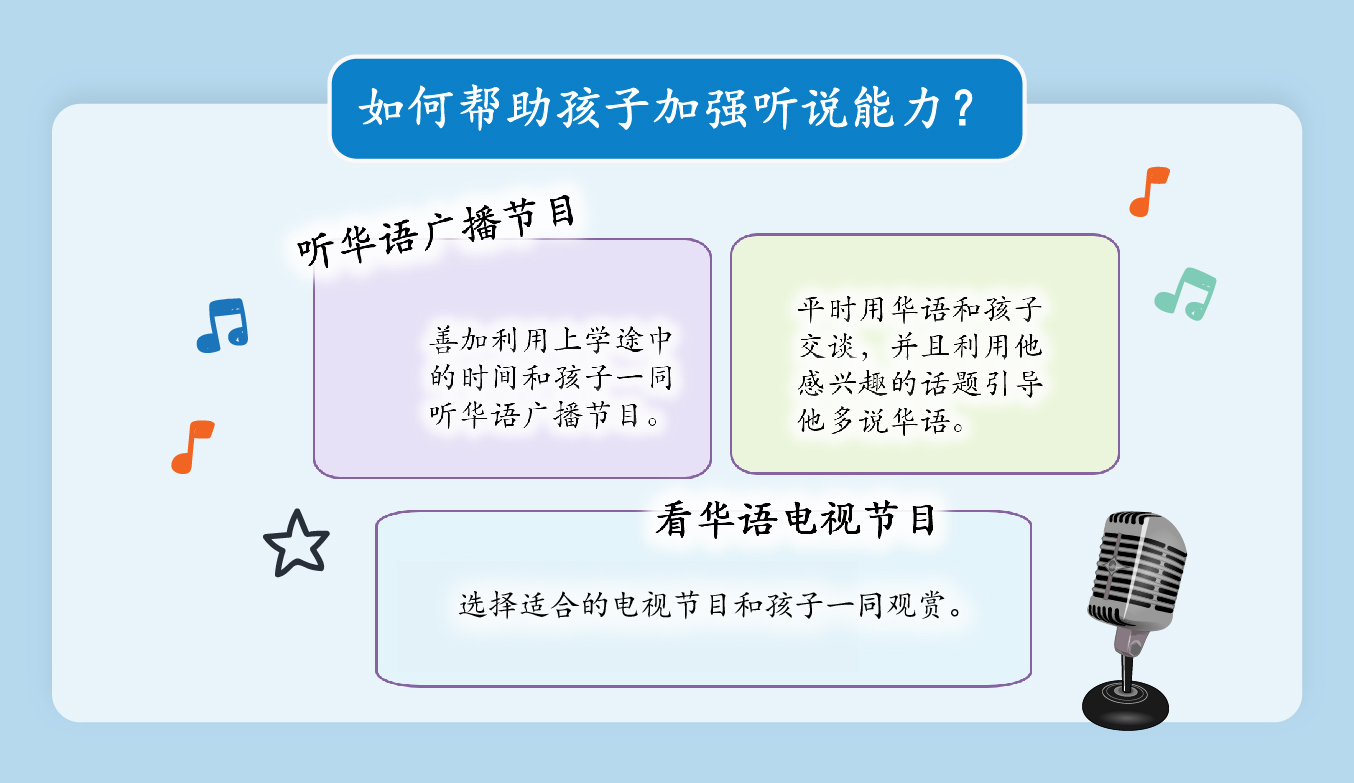 如何帮助孩子加强听说能力？
听华语广播节目
善加利用上学途中
的时间和孩子一同
听华语广播节目。
平时用华语和孩子
交谈，并且利用他
感兴趣的话题引导
他多说华语。
看华语电视节目
选择适合的电视节目和孩子一同观赏。